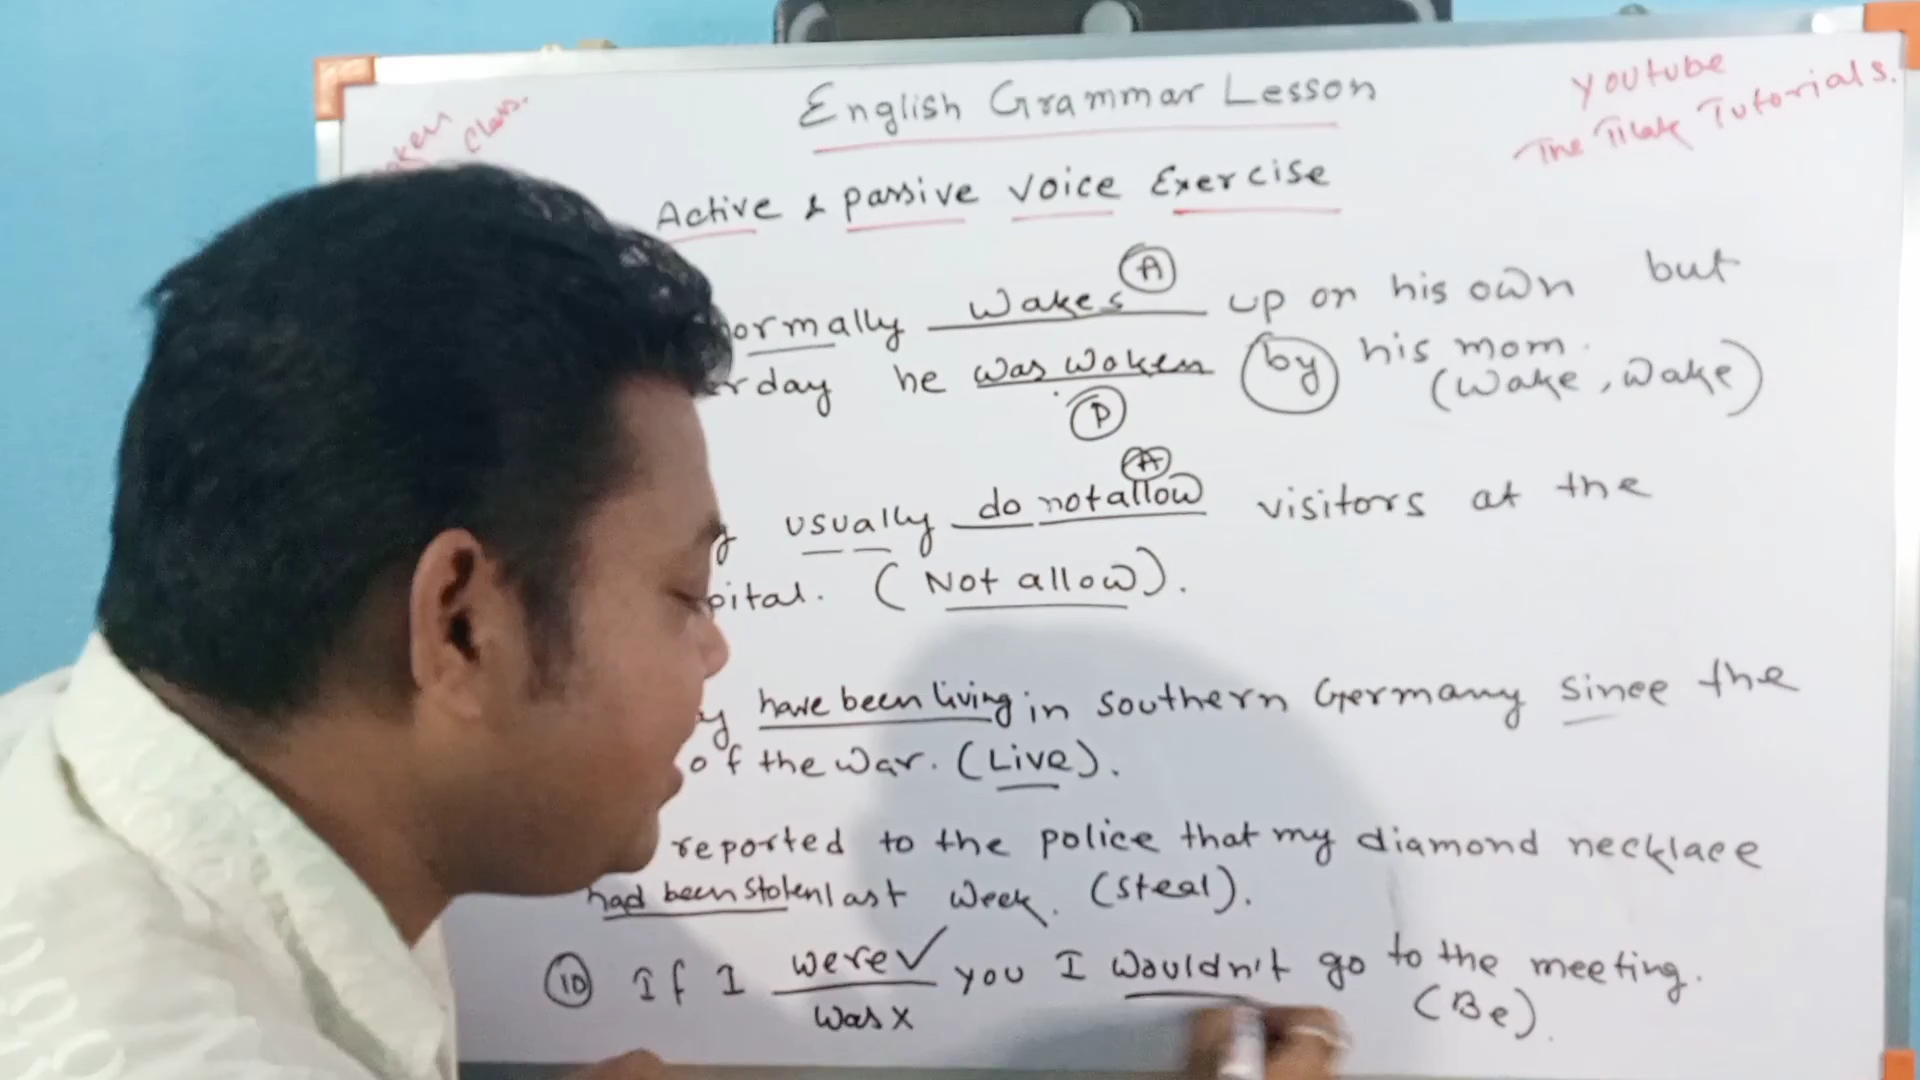 English Grammar Lesson
Class.
Youtube
The Tilak Tutorials.
Active & passive voice Exercise
wakes (A) up on his own but
he was woken (by) his mom.
(P) (wake, wake)
usually do not allow (A) visitors at the
(Not allow).
have been living in southern Germany since the
of the war. (Live).
reported to the police that my diamond necklace
had been stolen last week. (steal).
(10) If I were✓ you I wouldn't go to the meeting.
was x (Be).